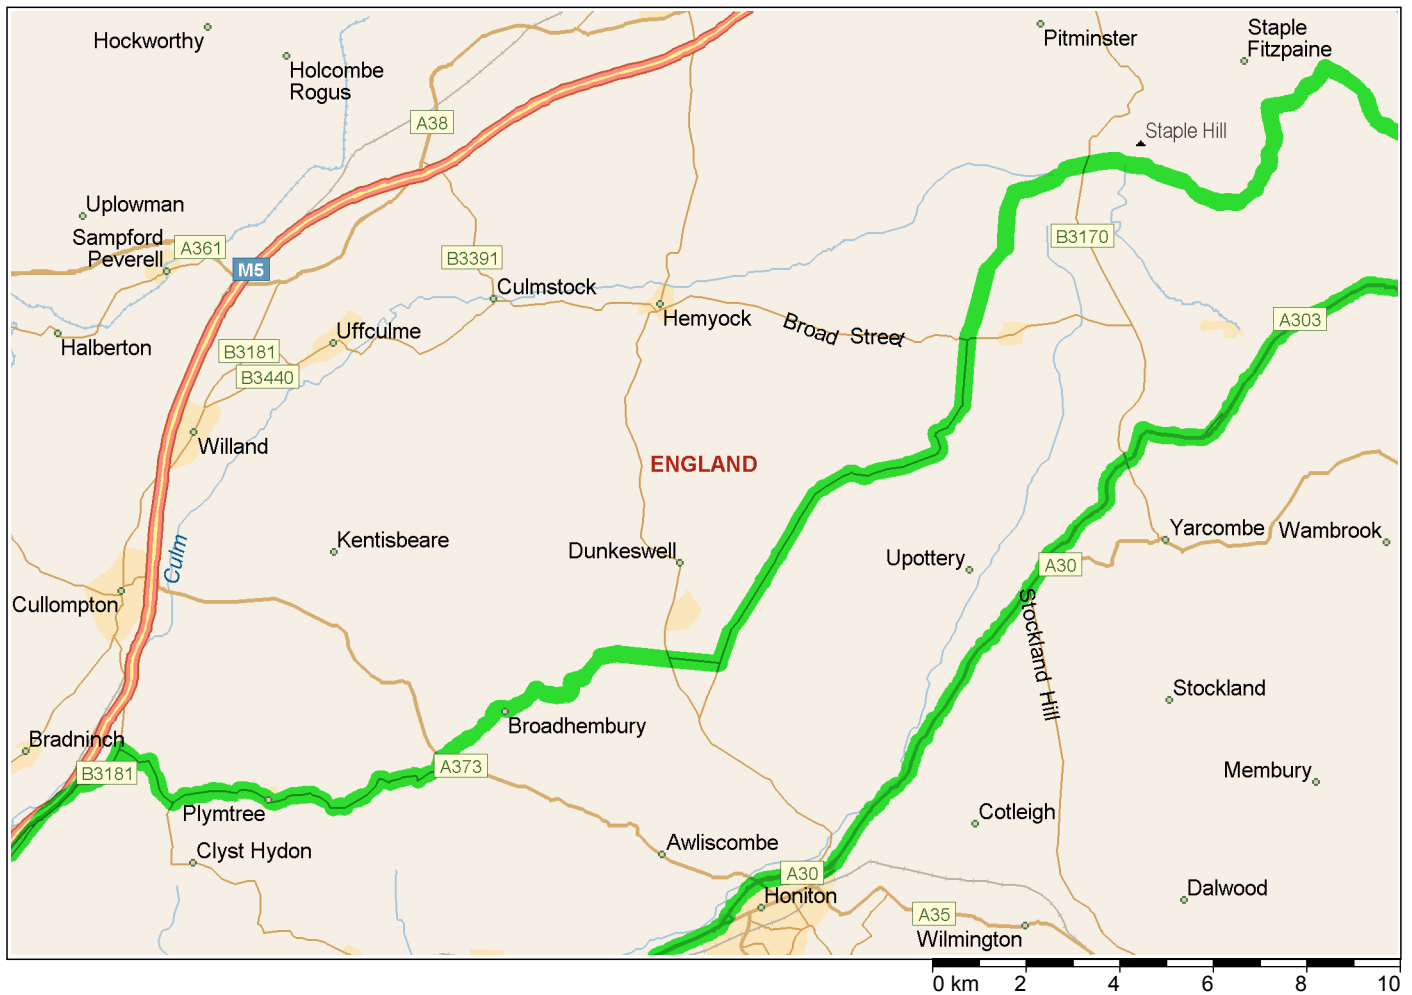 Hockworthy
Holcombe
Rogus
Pitminster
Staple
Fitzpaine
A38
Staple Hill
Uplowman
Sampford
Peverell
A361
M5
B3391
B3170
Culmstock
Hemyock
Broad Street
A303
Uffculme
Halberton
B3181
B3440
Willand
ENGLAND
Culm
Kentisbeare
Dunkeswell
Upottery
A30
Yarcombe
Wambrook
Cullompton
Stockland Hill
Stockland
Broadhembury
Bradninch
B3181
A373
Membury
Plymtree
Cotleigh
Clyst Hydon
Awliscombe
A30
Honiton
Dalwood
A35
Wilmington
0 km 2 4 6 8 10